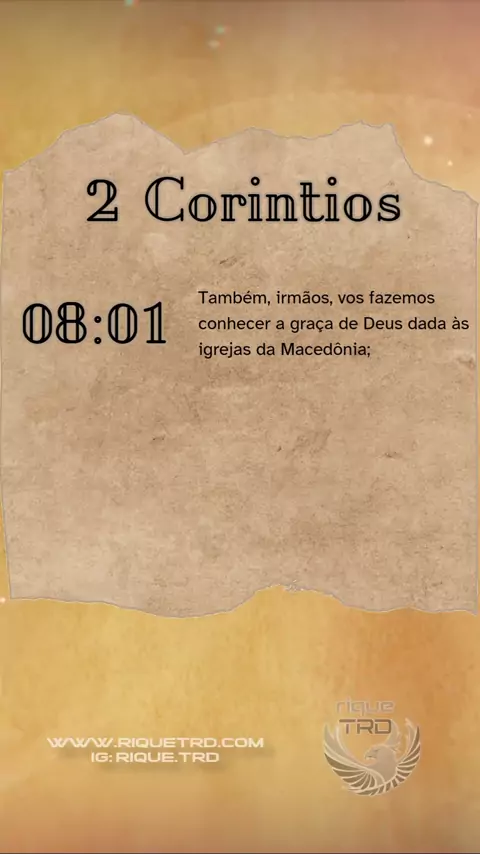 2 Corintios
08:01
Também, irmãos, vos fazemos
conhecer a graça de Deus dada às
igrejas da Macedônia;
rique
TRD
WWW.RIQUETRD.COM
IG: RIQUE.TRD